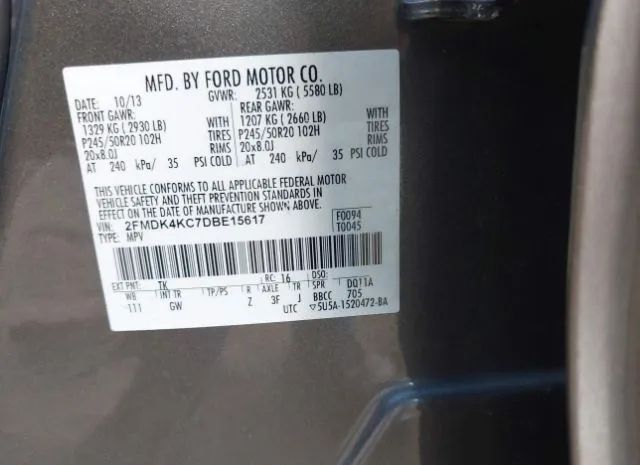 MFD. BY FORD MOTOR CO.
DATE: 10/13 GVWR: 2531 KG ( 5580 LB)
FRONT GAWR: REAR GAWR:
1329 KG ( 2930 LB) WITH 1207 KG ( 2660 LB) WITH
P245/50R20 102H TIRES P245/50R20 102H TIRES
20x8.0J RIMS 20x8.0J RIMS
AT 240 kPa/ 35 PSI COLD AT 240 kPa/ 35 PSI COLD
THIS VEHICLE CONFORMS TO ALL APPLICABLE FEDERAL MOTOR
VEHICLE SAFETY AND THEFT PREVENTION STANDARDS IN
EFFECT ON THE DATE OF MANUFACTURE SHOWN ABOVE.
VIN: 2FMDK4KC7DBE15617 F0094
TYPE: MPV T0045
EXT PNT: TK RC: 16 DSO:
WB INT TR TP/PS R AXLE TR SPR DQ11A
111 GW Z 3F J BBCC 705
UTC ▽5U5A-1520472-BA